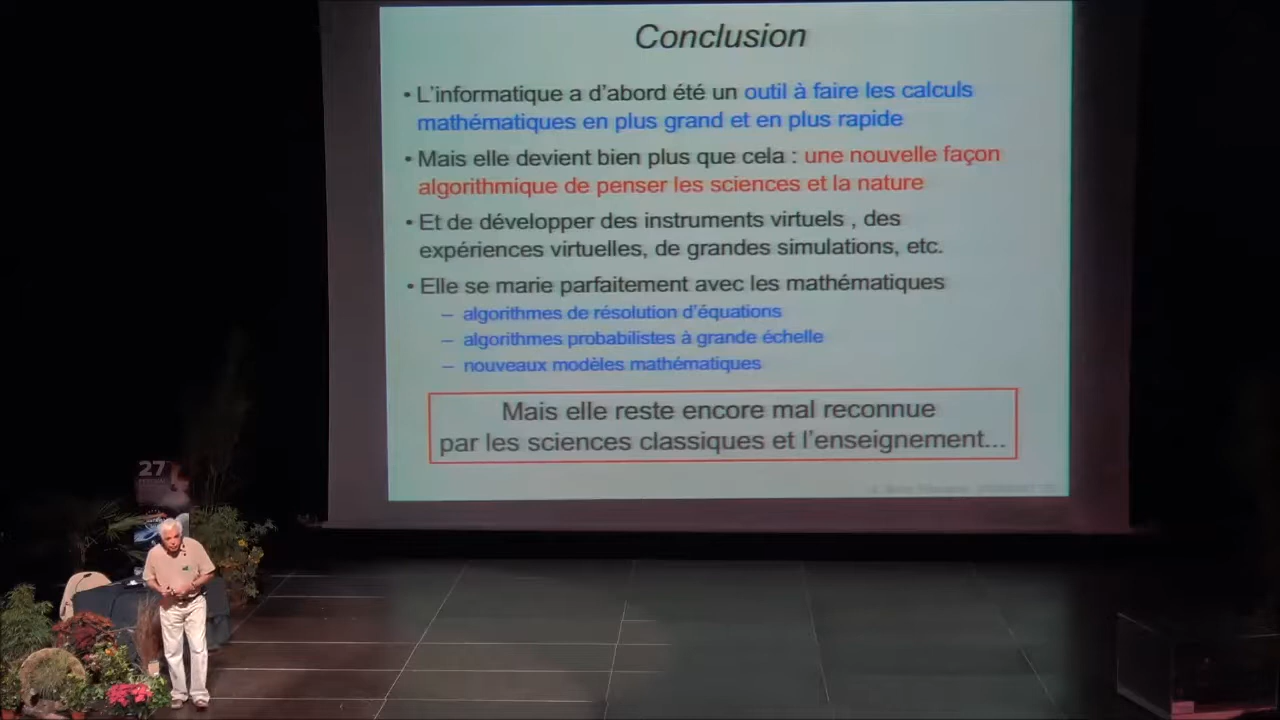 Conclusion
• L'informatique a d'abord été un outil à faire les calculs
mathématiques en plus grand et en plus rapide
• Mais elle devient bien plus que cela : une nouvelle façon
algorithmique de penser les sciences et la nature
• Et de développer des instruments virtuels , des
expériences virtuelles, de grandes simulations, etc.
• Elle se marie parfaitement avec les mathématiques
– algorithmes de résolution d'équations
– algorithmes probabilistes à grande échelle
– nouveaux modèles mathématiques
Mais elle reste encore mal reconnue
par les sciences classiques et l'enseignement...
27